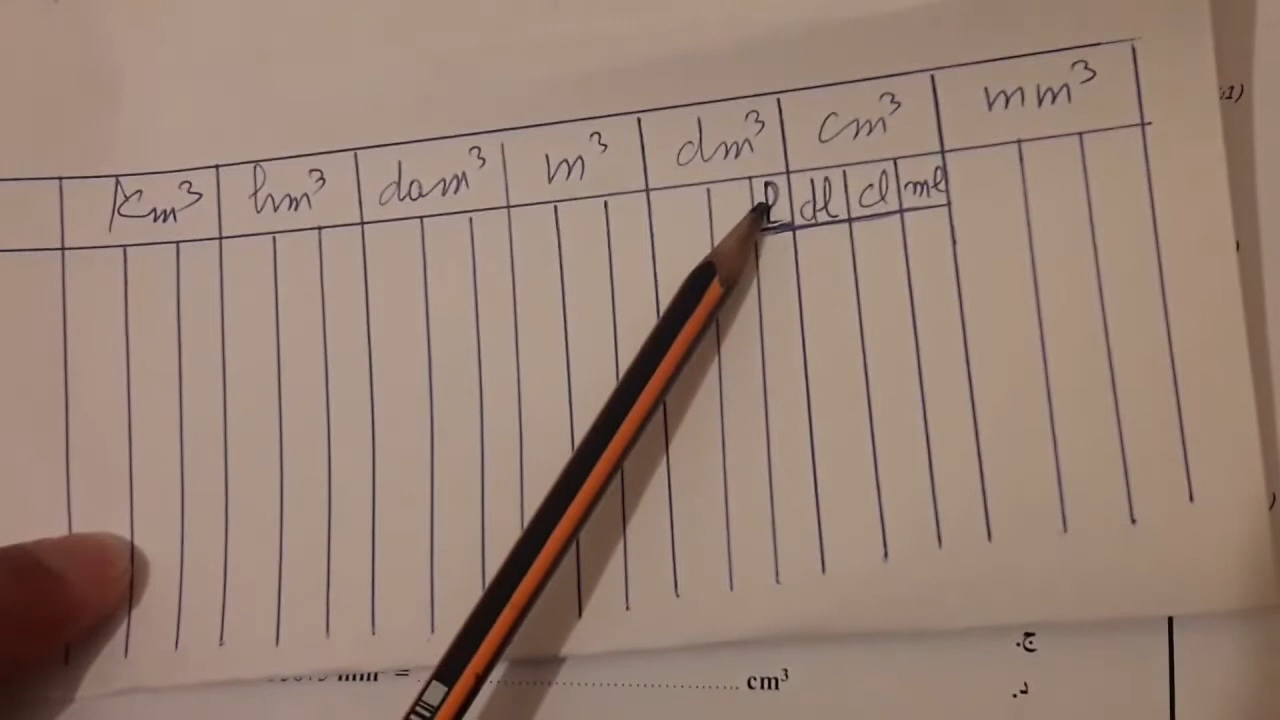 km³ hm³ dam³ m³ dm³ cm³ mm³
l dl cl ml
= ........................ cm³
ج.
د.